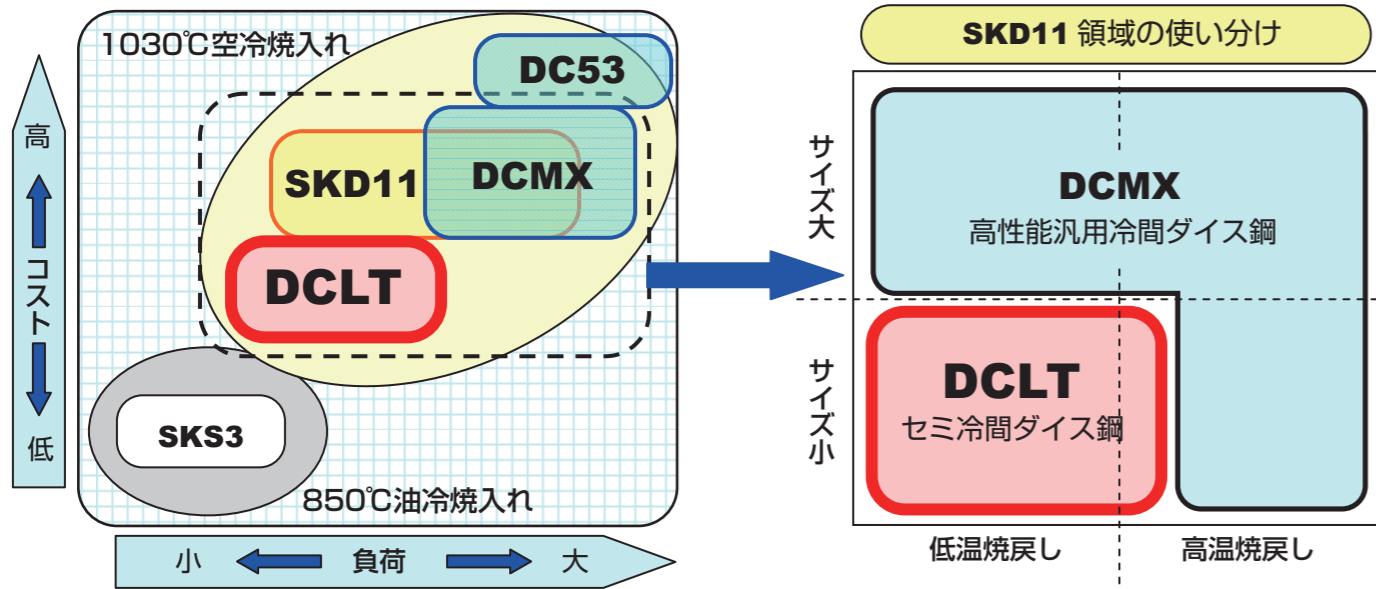 1030℃空冷焼入れ
DC53
SKD11
DCMX
DCLT
SKS3
850℃油冷焼入れ
高
コスト
低
小
負荷
大
SKD11 領域の使い分け
サイズ大
DCMX
高性能汎用冷間ダイス鋼
サイズ小
DCLT
セミ冷間ダイス鋼
低温焼戻し
高温焼戻し